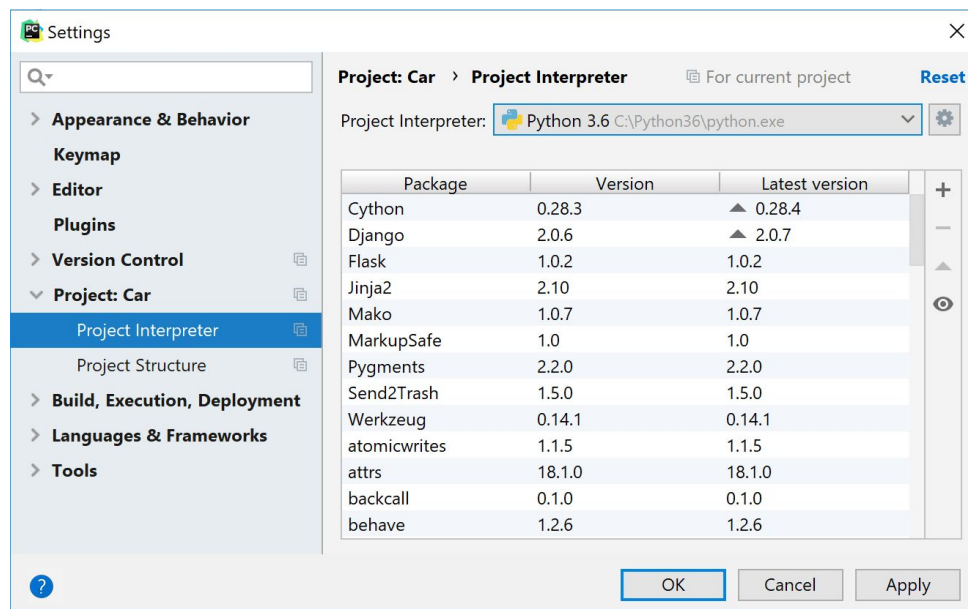 PC Settings
Project: Car › Project Interpreter For current project Reset
Appearance & Behavior
Project Interpreter: Python 3.6 C:\Python36\python.exe
Keymap
Editor
Plugins
Version Control
Project: Car
Project Interpreter
Project Structure
Build, Execution, Deployment
Languages & Frameworks
Tools
Package Version Latest version
Cython 0.28.3 0.28.4
Django 2.0.6 2.0.7
Flask 1.0.2 1.0.2
Jinja2 2.10 2.10
Mako 1.0.7 1.0.7
MarkupSafe 1.0 1.0
Pygments 2.2.0 2.2.0
Send2Trash 1.5.0 1.5.0
Werkzeug 0.14.1 0.14.1
atomicwrites 1.1.5 1.1.5
attrs 18.1.0 18.1.0
backcall 0.1.0 0.1.0
behave 1.2.6 1.2.6
? OK Cancel Apply